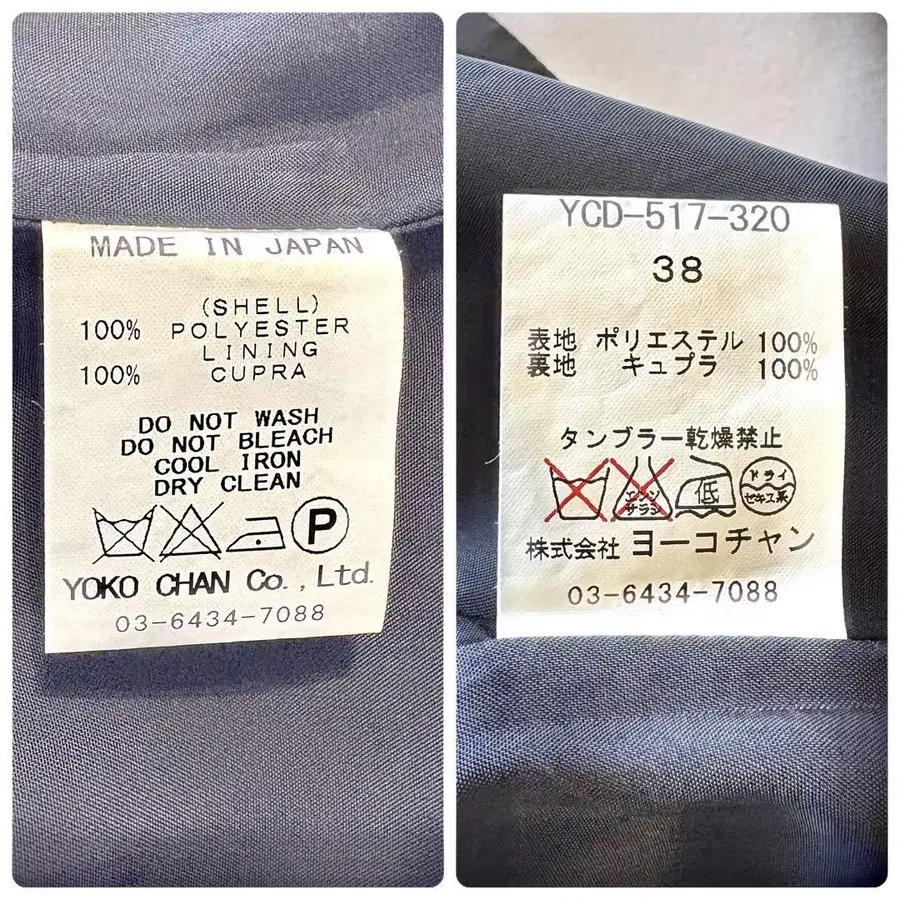 MADE IN JAPAN
(SHELL)
100% POLYESTER
LINING
100% CUPRA
DO NOT WASH
DO NOT BLEACH
COOL IRON
DRY CLEAN
P
YOKO CHAN Co., Ltd.
03-6434-7088
YCD-517-320
38
表地 ポリエステル 100%
裏地 キュプラ 100%
タンブラー乾燥禁止
エンソ
サラシ
低
ドライ
セキユ系
株式会社 ヨーコチャン
03-6434-7088